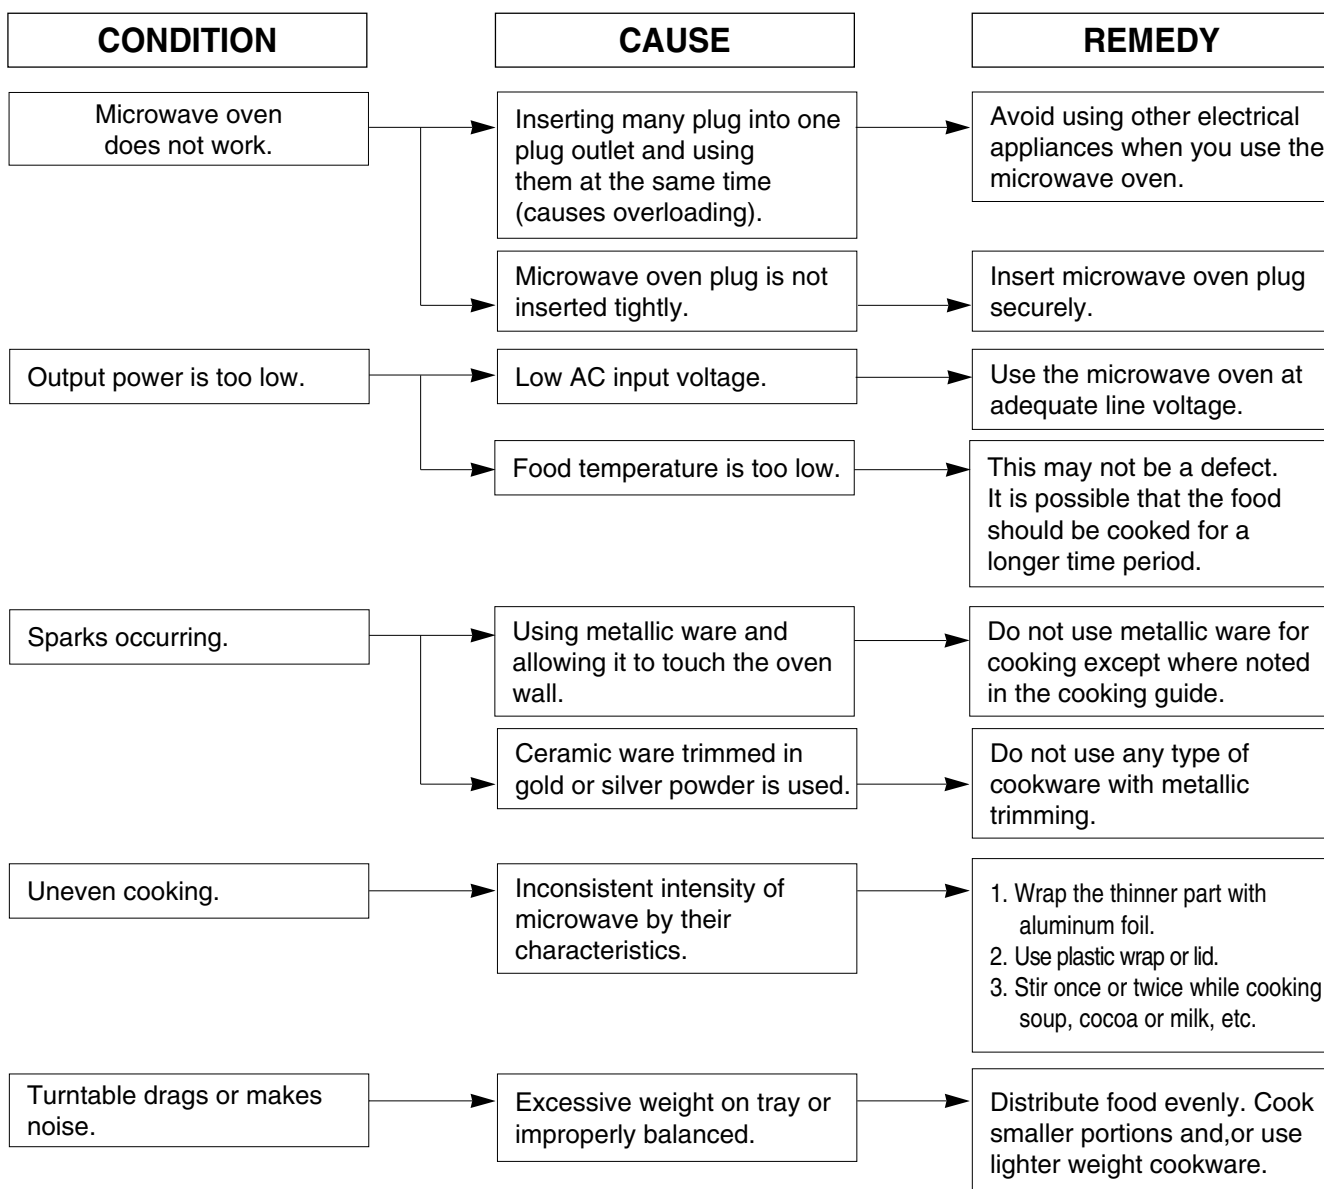 CONDITION
CAUSE
REMEDY
Microwave oven
does not work.
Inserting many plug into one
plug outlet and using
them at the same time
(causes overloading).
Avoid using other electrical
appliances when you use the
microwave oven.
Microwave oven plug is not
inserted tightly.
Insert microwave oven plug
securely.
Output power is too low.
Low AC input voltage.
Use the microwave oven at
adequate line voltage.
Food temperature is too low.
This may not be a defect.
It is possible that the food
should be cooked for a
longer time period.
Sparks occurring.
Using metallic ware and
allowing it to touch the oven
wall.
Do not use metallic ware for
cooking except where noted
in the cooking guide.
Ceramic ware trimmed in
gold or silver powder is used.
Do not use any type of
cookware with metallic
trimming.
Uneven cooking.
Inconsistent intensity of
microwave by their
characteristics.
1. Wrap the thinner part with
aluminum foil.
2. Use plastic wrap or lid.
3. Stir once or twice while cooking
soup, cocoa or milk, etc.
Turntable drags or makes
noise.
Excessive weight on tray or
improperly balanced.
Distribute food evenly. Cook
smaller portions and,or use
lighter weight cookware.